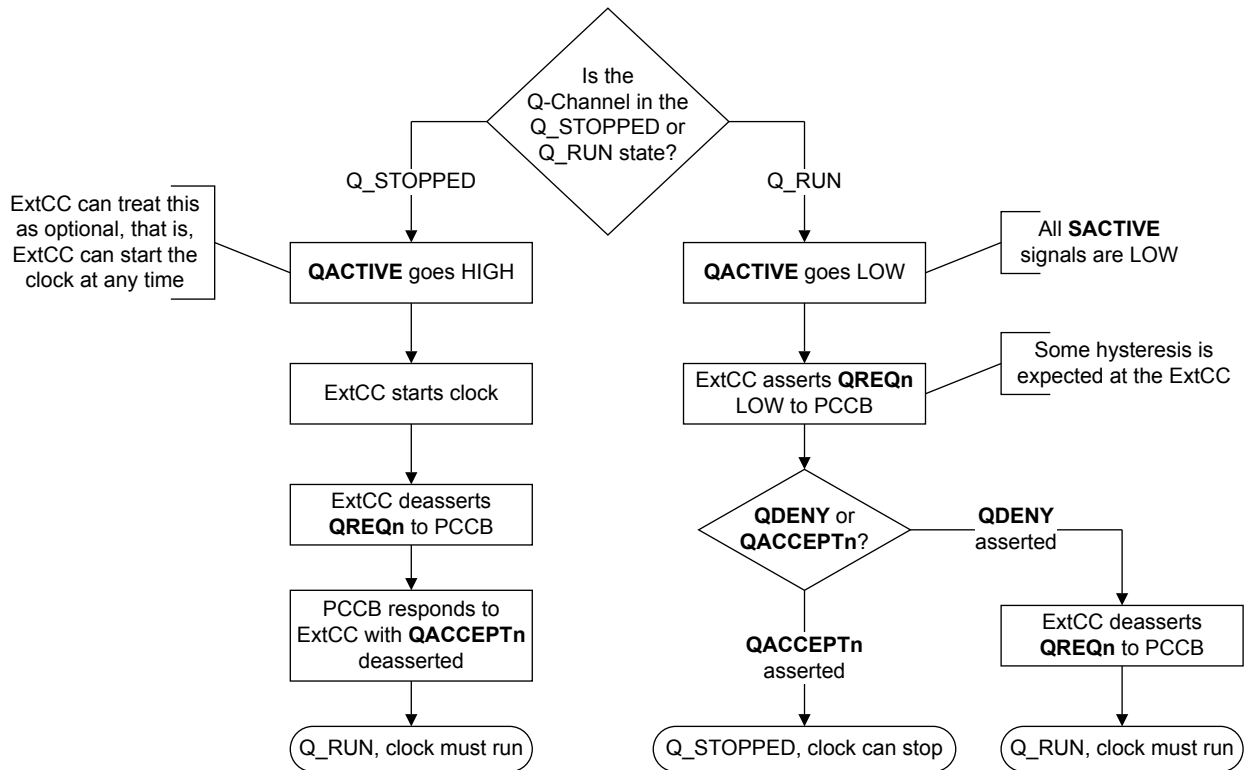 Is the
Q-Channel in the
Q_STOPPED or
Q_RUN state?
Q_STOPPED
Q_RUN
ExtCC can treat this
as optional, that is,
ExtCC can start the
clock at any time
QACTIVE goes HIGH
QACTIVE goes LOW
All SACTIVE
signals are LOW
ExtCC starts clock
ExtCC asserts QREQn
LOW to PCCB
Some hysteresis is
expected at the ExtCC
ExtCC deasserts
QREQn to PCCB
QDENY or
QACCEPTn?
QDENY
asserted
PCCB responds to
ExtCC with QACCEPTn
deasserted
QACCEPTn
asserted
ExtCC deasserts
QREQn to PCCB
Q_RUN, clock must run
Q_STOPPED, clock can stop
Q_RUN, clock must run